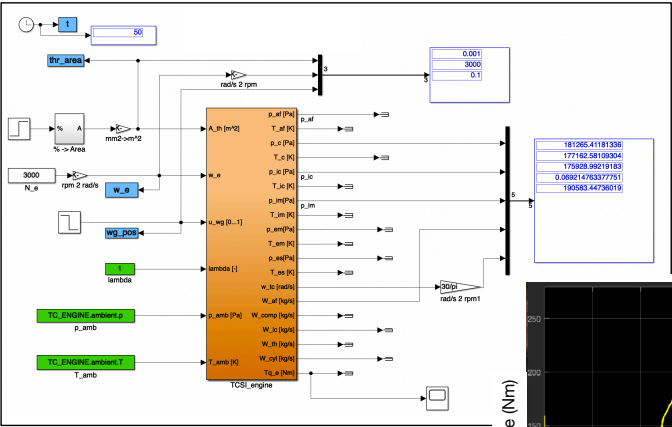 t
50
thr_area
3
rad/s 2 rpm
3
0.001
3000
0.1
% A
% -> Area
mm2->m^2
3000
N_e
rpm 2 rad/s
w_e
wg_pos
1
lambda
TC_ENGINE.ambient.p
p_amb
TC_ENGINE.ambient.T
T_amb
A_th [m^2]
w_e
u_wg [0...1]
lambda [-]
p_amb [Pa]
T_amb [K]
p_af [Pa]
T_af [K]
p_c [Pa]
T_c [K]
p_ic [Pa]
T_ic [K]
p_im [Pa]
T_im [K]
p_em[Pa]
T_em [K]
p_es[Pa]
T_es [K]
w_tc [rad/s]
W_af [kg/s]
W_comp [kg/s]
W_ic [kg/s]
W_th [kg/s]
W_cyl [kg/s]
Tq_e [Nm]
TCSI_engine
p_af
p_ic
p_im
30/pi
rad/s 2 rpm1
5
5
181265.41181336
177162.58109304
175928.99219183
0.069214763377751
190583.44736019
250
200
150
e (Nm)